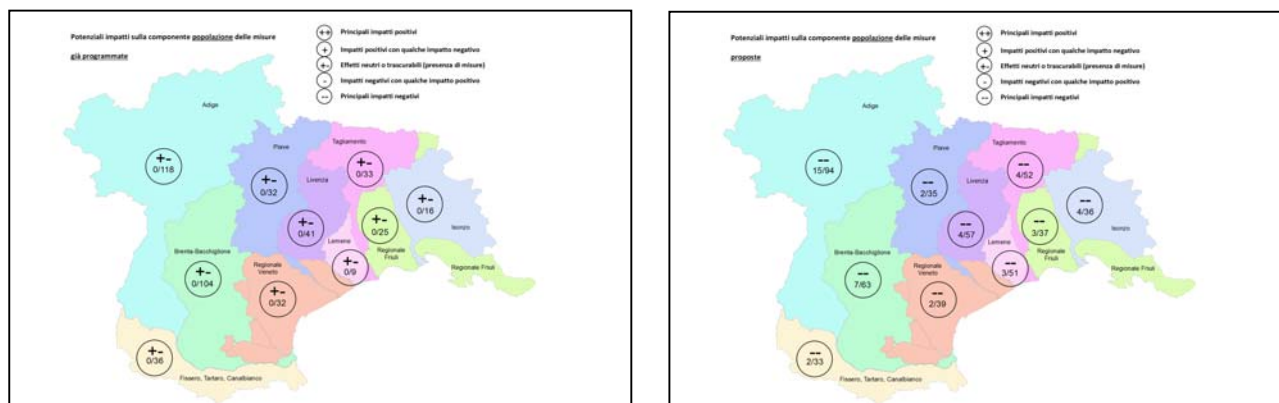 Potenziali impatti sulla componente popolazione delle misure
già programmate
++ Principali impatti positivi
+ Impatti positivi con qualche impatto negativo
+- Effetti neutri o trascurabili (presenza di misure)
- Impatti negativi con qualche impatto positivo
-- Principali impatti negativi
Adige
+-
0/118
Piave
+-
0/32
Tagliamento
+-
0/33
Livenza
+-
0/41
+-
0/16
Isonzo
+-
0/25
Regionale
Friuli
Lemene
+-
0/9
Brenta-Bacchiglione
+-
0/104
Regionale
Veneto
+-
0/32
Regionale Friuli
+-
0/36
Fissero, Tartaro, Canalbianco
Potenziali impatti sulla componente popolazione delle misure
proposte
++ Principali impatti positivi
+ Impatti positivi con qualche impatto negativo
+- Effetti neutri o trascurabili (presenza di misure)
- Impatti negativi con qualche impatto positivo
-- Principali impatti negativi
Adige
--
15/94
Piave
--
2/35
Tagliamento
--
4/52
Livenza
--
4/57
--
4/36
Isonzo
--
3/37
Regionale
Friuli
Lemene
--
3/51
Brenta-Bacchiglione
--
7/63
Regionale
Veneto
--
2/39
Regionale Friuli
--
2/33
Fissero, Tartaro, Canalbianco